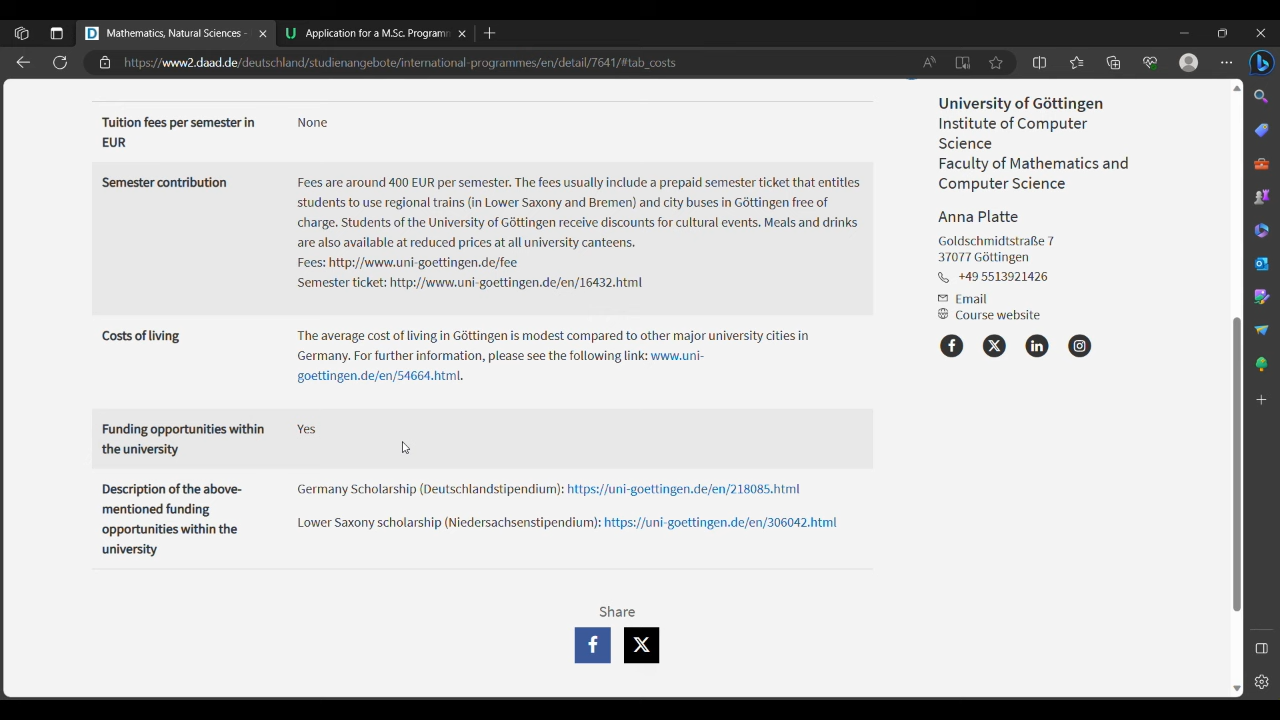 Mathematics, Natural Sciences -
Application for a M.Sc. Programm
https://www2.daad.de/deutschland/studienangebote/international-programmes/en/detail/7641/#tab_costs
Tuition fees per semester in
EUR
None
Semester contribution
Fees are around 400 EUR per semester. The fees usually include a prepaid semester ticket that entitles
students to use regional trains (in Lower Saxony and Bremen) and city buses in Göttingen free of
charge. Students of the University of Göttingen receive discounts for cultural events. Meals and drinks
are also available at reduced prices at all university canteens.
Fees: http://www.uni-goettingen.de/fee
Semester ticket: http://www.uni-goettingen.de/en/16432.html
Costs of living
The average cost of living in Göttingen is modest compared to other major university cities in
Germany. For further information, please see the following link: www.uni-
goettingen.de/en/54664.html.
Funding opportunities within
the university
Yes
Description of the above-
mentioned funding
opportunities within the
university
Germany Scholarship (Deutschlandstipendium): https://uni-goettingen.de/en/218085.html
Lower Saxony scholarship (Niedersachsenstipendium): https://uni-goettingen.de/en/306042.html
Share
University of Göttingen
Institute of Computer
Science
Faculty of Mathematics and
Computer Science
Anna Platte
Goldschmidtstraße 7
37077 Göttingen
+49 5513921426
Email
Course website